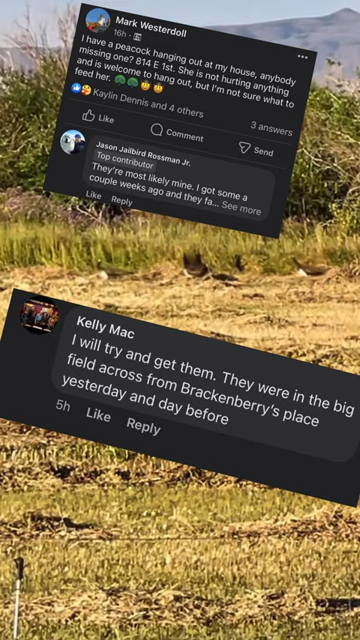 Mark Westerdoll
16h
I have a peacock hanging out at my house, anybody
missing one? 814 E 1st. She is not hurting anything
and is welcome to hang out, but I'm not sure what to
feed her.
Kaylin Dennis and 4 others
3 answers
Like
Comment
Send
Jason Jailbird Rossman Jr.
Top contributor
They're most likely mine. I got some a
couple weeks ago and they fa... See more
Like Reply
Kelly Mac
I will try and get them. They were in the big
field across from Brackenberry's place
yesterday and day before
5h Like Reply